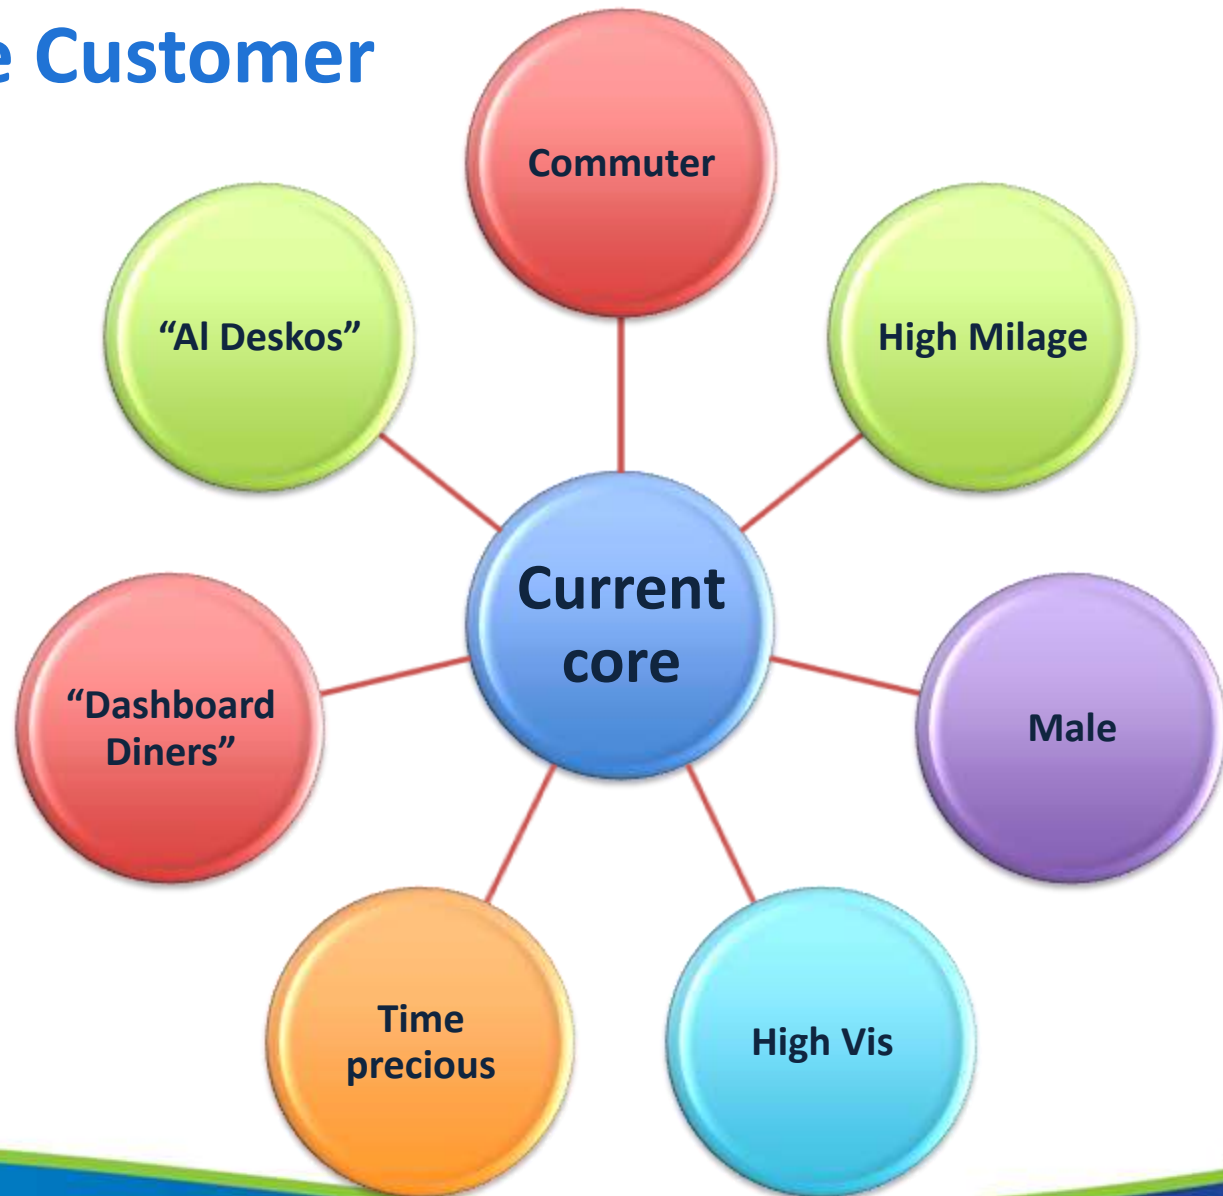 e Customer
Commuter
“Al Deskos”
High Milage
Current
core
“Dashboard
Diners”
Male
Time
precious
High Vis